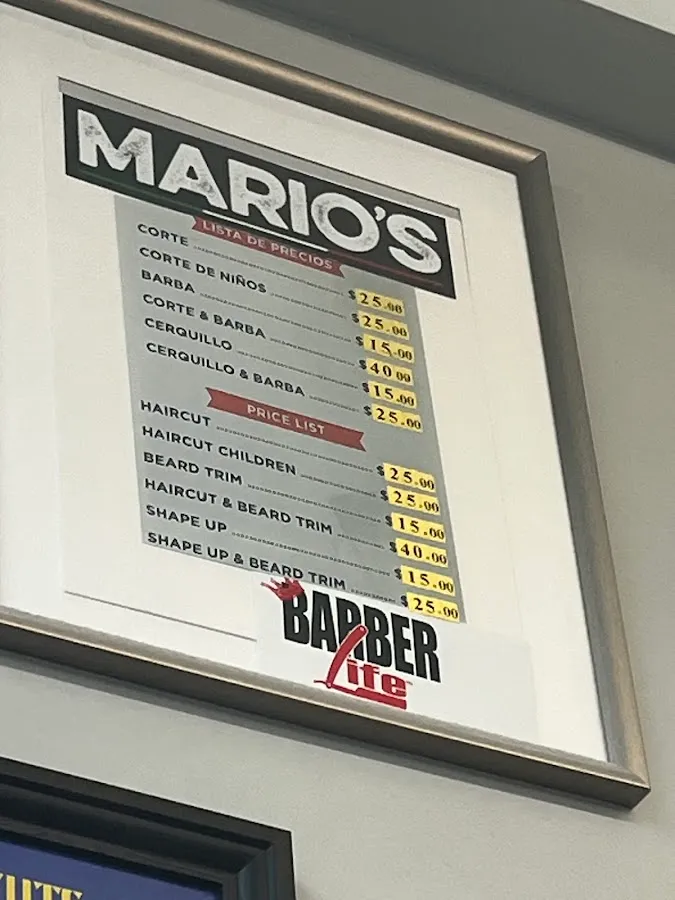 MARIO'S
LISTA DE PRECIOS
CORTE $25.00
CORTE DE NIÑOS $25.00
BARBA $15.00
CORTE & BARBA $40.00
CERQUILLO $15.00
CERQUILLO & BARBA $25.00
PRICE LIST
HAIRCUT $25.00
HAIRCUT CHILDREN $25.00
BEARD TRIM $15.00
HAIRCUT & BEARD TRIM $40.00
SHAPE UP $15.00
SHAPE UP & BEARD TRIM $25.00
BARBER
Life